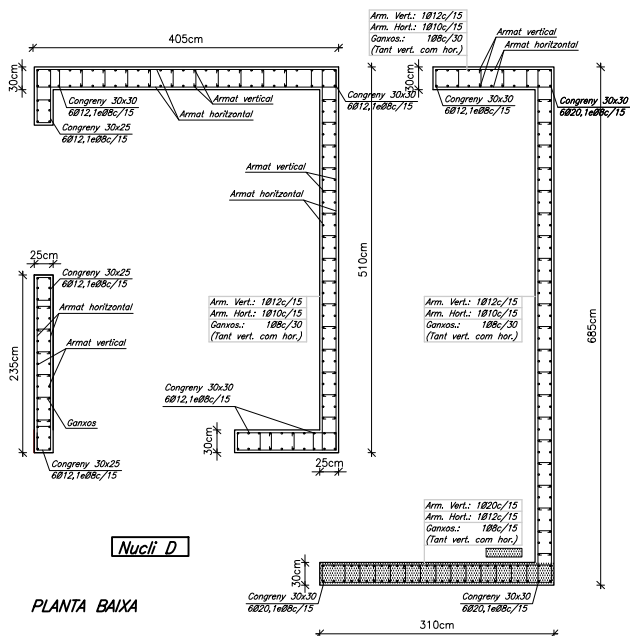 Arm. Vert.: 1Ø12c/15
Arm. Hort.: 1Ø10c/15
Ganxos.: 1Ø8c/30
(Tant vert. com hor.)
405cm
Armat vertical
Armat horitzontal
30cm
Congreny 30x30
6Ø12,1eØ8c/15
Armat vertical
Armat horitzontal
Congreny 30x30
6Ø12,1eØ8c/15
30cm
Congreny 30x30
6Ø12,1eØ8c/15
Congreny 30x30
6Ø20,1eØ8c/15
Congreny 30x25
6Ø12,1eØ8c/15
Armat vertical
Armat horitzontal
510cm
685cm
25cm
Congreny 30x25
6Ø12,1eØ8c/15
Armat horitzontal
Armat vertical
235cm
Ganxos
Arm. Vert.: 1Ø12c/15
Arm. Hort.: 1Ø10c/15
Ganxos.: 1Ø8c/30
(Tant vert. com hor.)
Arm. Vert.: 1Ø12c/15
Arm. Hort.: 1Ø10c/15
Ganxos.: 1Ø8c/30
(Tant vert. com hor.)
Congreny 30x30
6Ø12,1eØ8c/15
30cm
25cm
Congreny 30x25
6Ø12,1eØ8c/15
Arm. Vert.: 1Ø20c/15
Arm. Hort.: 1Ø12c/15
Ganxos.: 1Ø8c/15
(Tant vert. com hor.)
Nucli D
30cm
Congreny 30x30
6Ø20,1eØ8c/15
Congreny 30x30
6Ø20,1eØ8c/15
PLANTA BAIXA
310cm